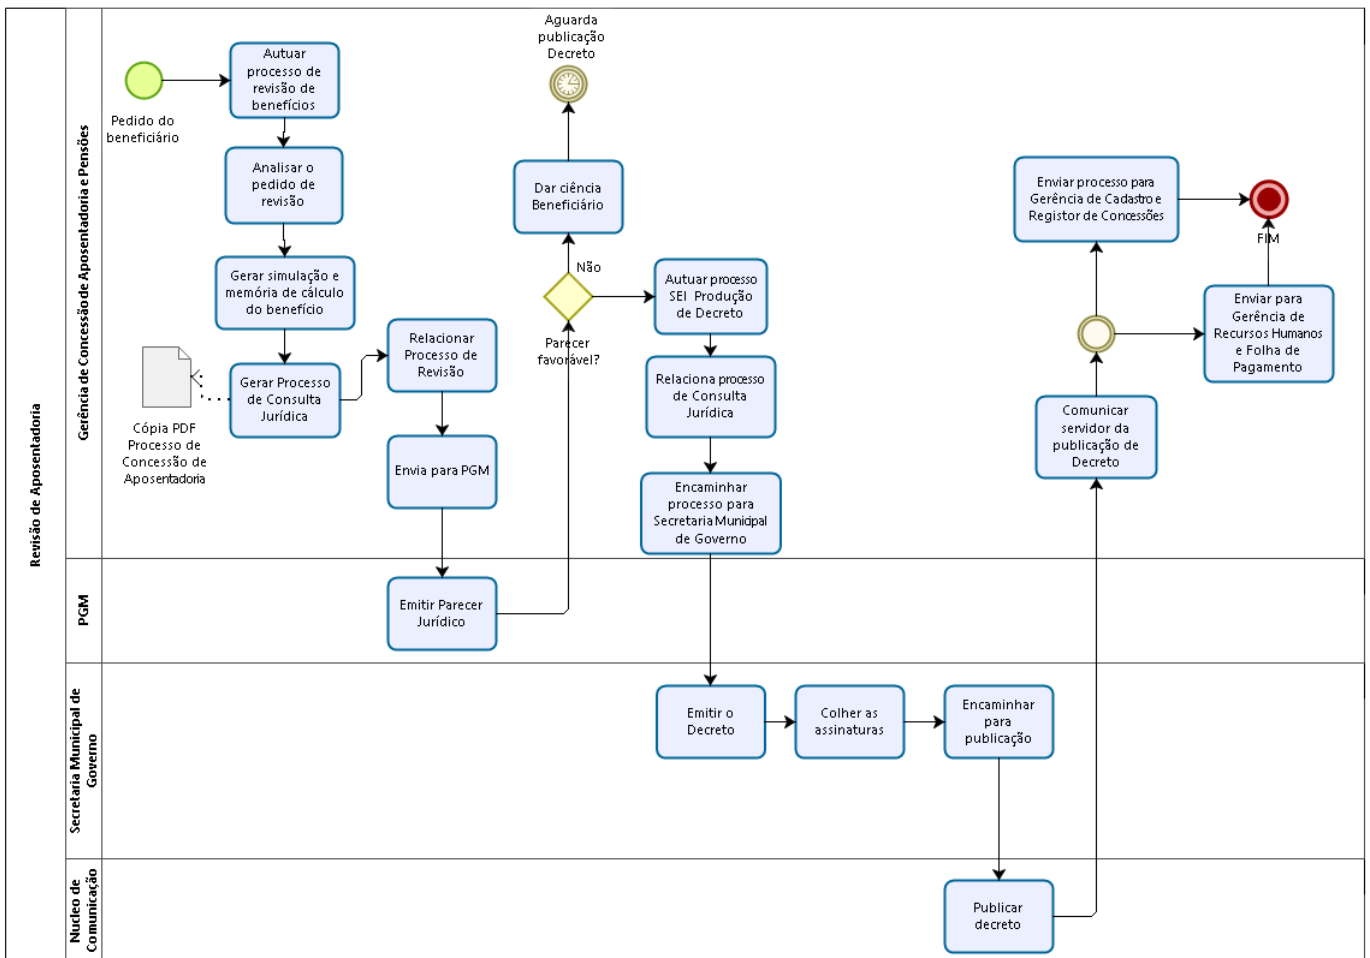 Revisão de Aposentadoria
Gerência de Concessão de Aposentadoria e Pensões
Pedido do
beneficiário
Autuar
processo de
revisão de
benefícios
Analisar o
pedido de
revisão
Gerar simulação e
memória de cálculo
do benefício
Gerar Processo
de Consulta
Jurídica
Cópia PDF
Processo de
Concessão de
Aposentadoria
Relacionar
Processo de
Revisão
Envia para PGM
Aguarda
publicação
Decreto
Dar ciência
Beneficiário
Não
Parecer
favorável?
Autuar processo
SEI Produção
de Decreto
Relaciona processo
de Consulta
Jurídica
Encaminhar
processo para
Secretaria Municipal
de Governo
Enviar processo para
Gerência de Cadastro e
Registor de Concessões
FIM
Enviar para
Gerência de
Recursos Humanos
e Folha de
Pagamento
Comunicar
servidor da
publicação de
Decreto
PGM
Emitir Parecer
Jurídico
Secretaria Municipal de
Governo
Emitir o
Decreto
Colher as
assinaturas
Encaminhar
para
publicação
Nucleo de
Comunicação
Publicar
decreto